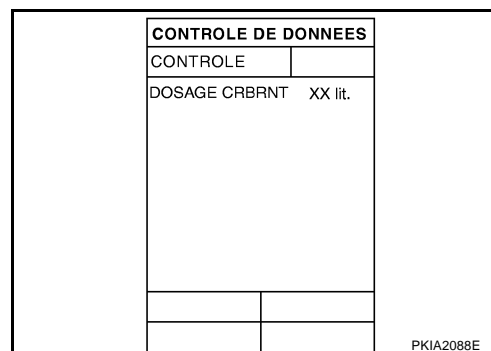 CONTROLE DE DONNEES
CONTROLE
DOSAGE CRBRNT XX lit.
PKIA2088E